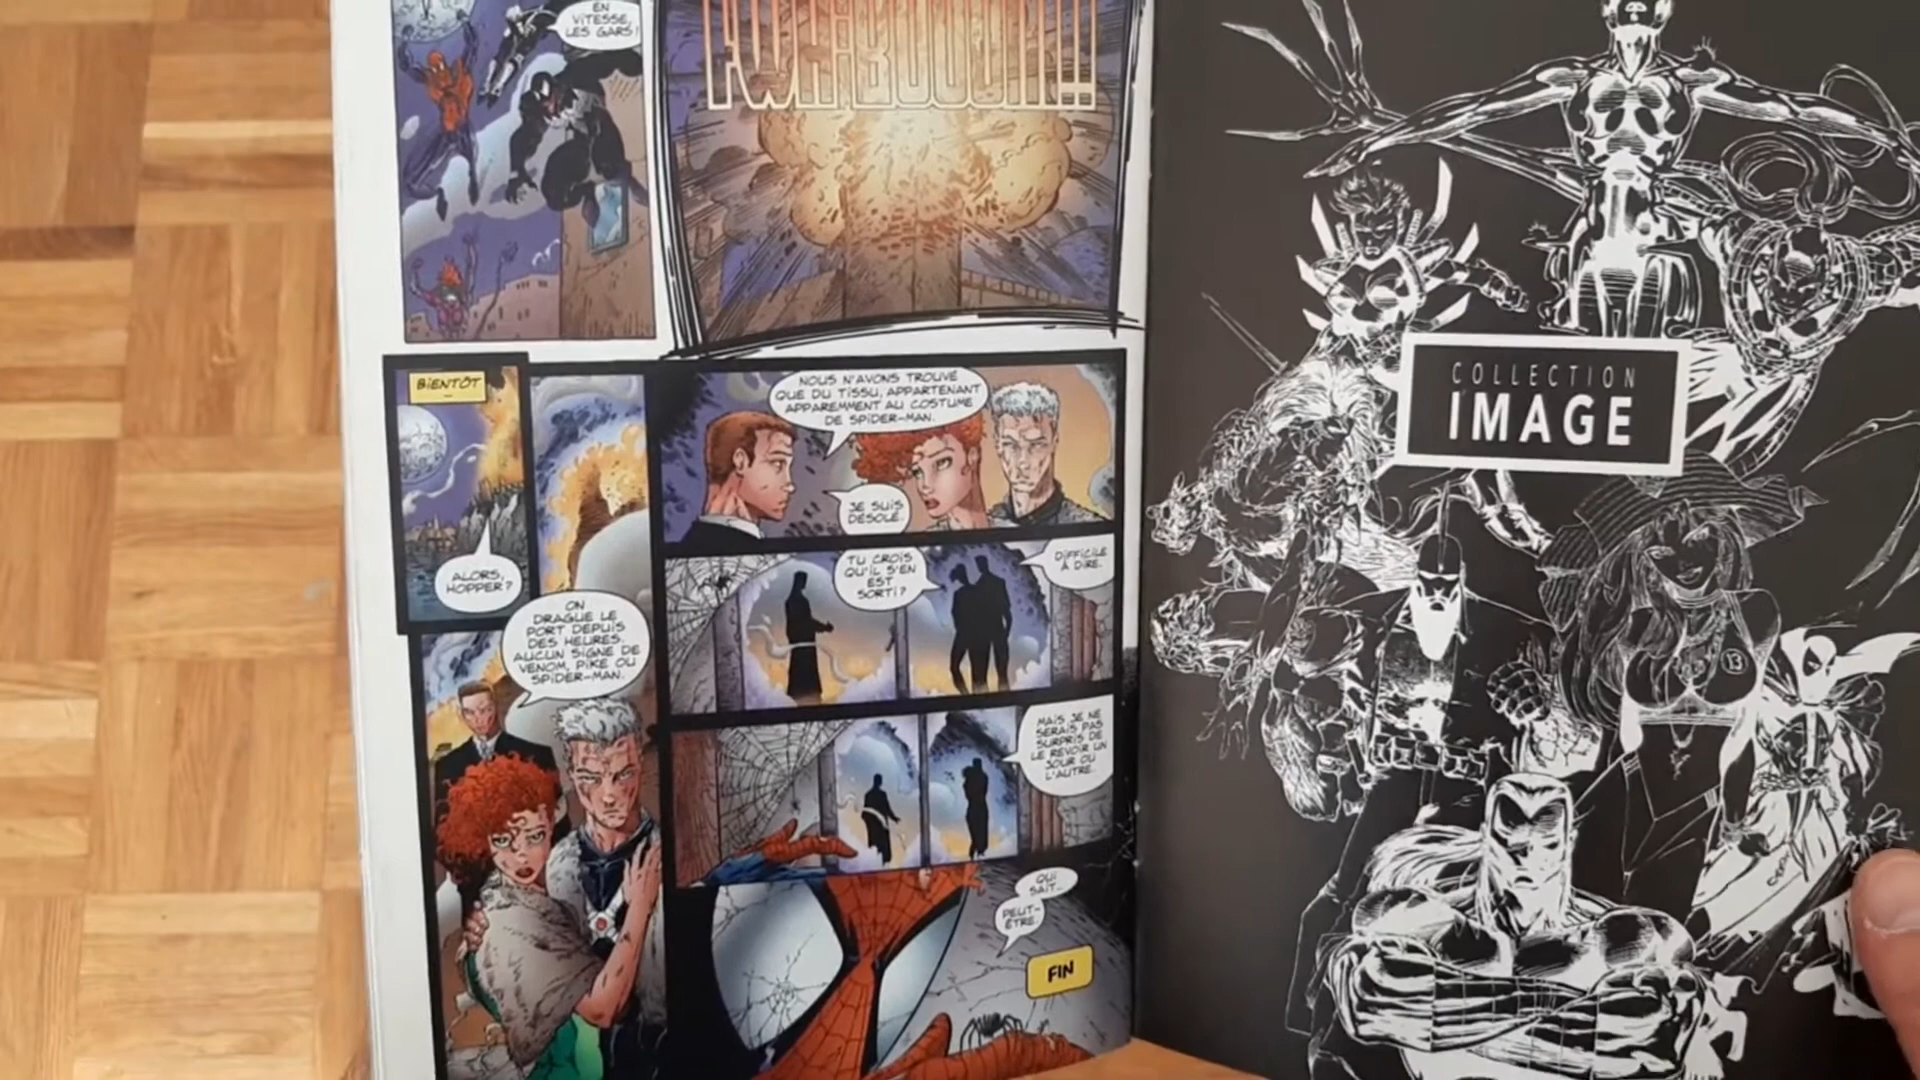 EN
VITESSE,
LES GARS!
BIENTÔT
...
ALORS,
HOPPER?
ON
DRAGUE LE
PORT DEPUIS
DES HEURES.
AUCUN SIGNE DE
VENOM, PIKE OU
SPIDER-MAN.
NOUS N'AVONS TROUVÉ
QUE DU TISSU, APPARTENANT
APPAREMMENT AU COSTUME
DE SPIDER-MAN.
JE SUIS
DÉSOLÉ.
TU CROIS
QU'IL S'EN
EST
SORTI?
DIFFICILE
À DIRE.
MAIS JE NE
SERAIS PAS
SURPRIS DE
LE REVOIR UN
JOUR OU
L'AUTRE.
QUI
SAIT...
PEUT-
ÊTRE.
FIN
COLLECTION
IMAGE
13